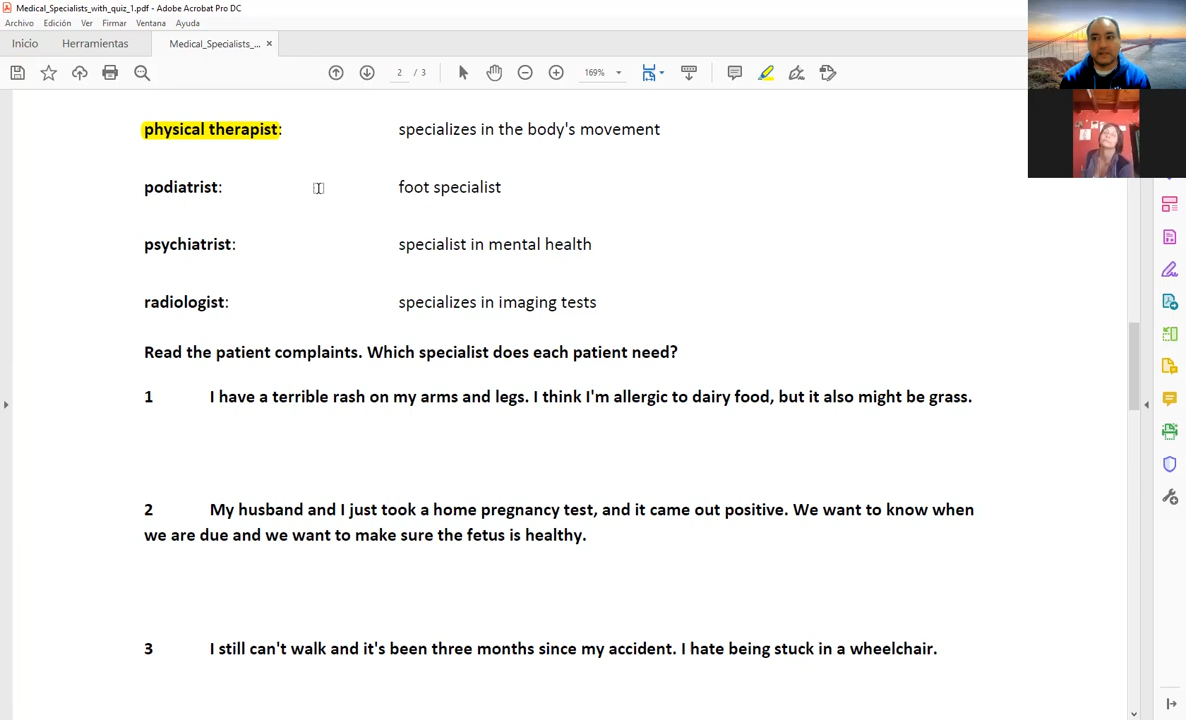 Medical_Specialists_with_quiz_1.pdf - Adobe Acrobat Pro DC
Archivo Edición Ver Firmar Ventana Ayuda
Inicio Herramientas Medical_Specialists_... ×
2 / 3 169%
physical therapist: specializes in the body's movement
podiatrist: foot specialist
psychiatrist: specialist in mental health
radiologist: specializes in imaging tests
Read the patient complaints. Which specialist does each patient need?
1 I have a terrible rash on my arms and legs. I think I'm allergic to dairy food, but it also might be grass.
2 My husband and I just took a home pregnancy test, and it came out positive. We want to know when
we are due and we want to make sure the fetus is healthy.
3 I still can't walk and it's been three months since my accident. I hate being stuck in a wheelchair.